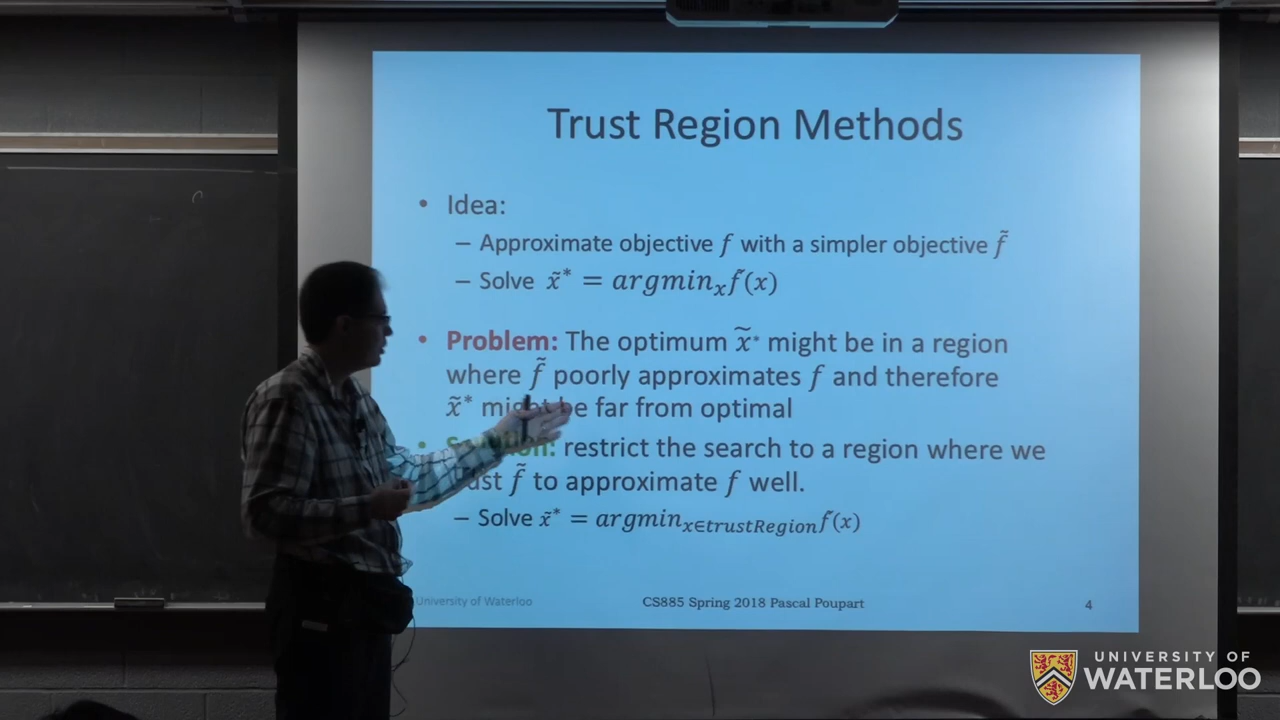 Trust Region Methods
• Idea:
– Approximate objective f with a simpler objective f̃
– Solve x̃* = argminₓf̃(x)
• Problem: The optimum x̃* might be in a region
where f̃ poorly approximates f and therefore
x̃* might be far from optimal
• Solution: restrict the search to a region where we
trust f̃ to approximate f well.
– Solve x̃* = argmin_{x∈trustRegion}f̃(x)
University of Waterloo
CS885 Spring 2018 Pascal Poupart
4
UNIVERSITY OF
WATERLOO